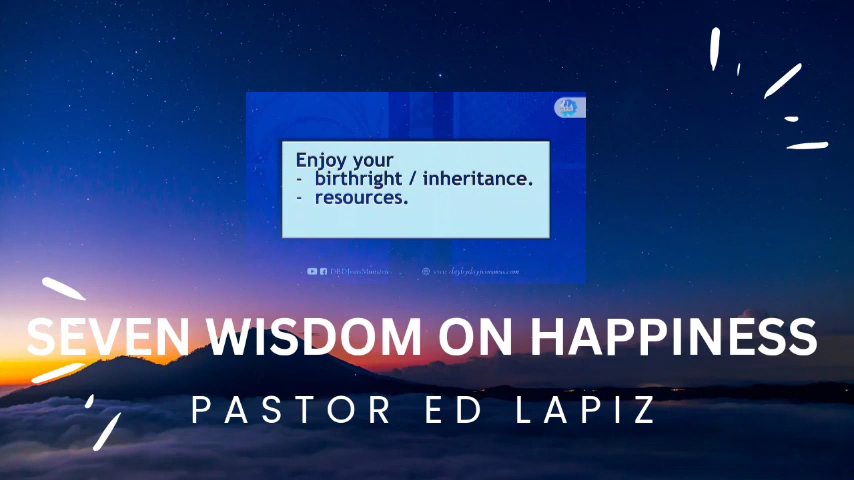 Enjoy your
- birthright / inheritance.
- resources.
SEVEN WISDOM ON HAPPINESS
PASTOR ED LAPIZ